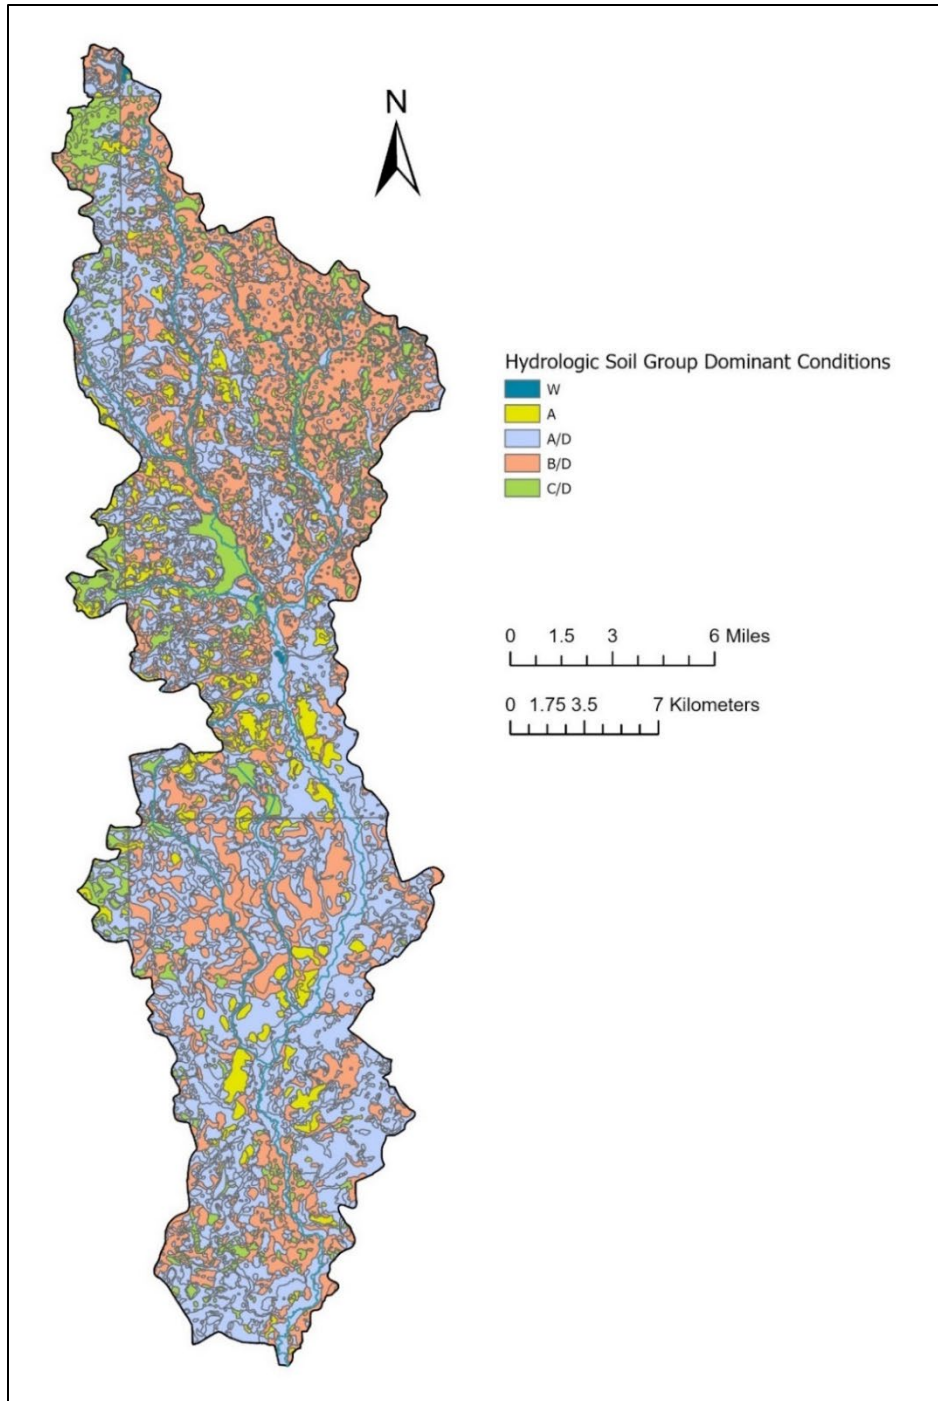 N
Hydrologic Soil Group Dominant Conditions
W
A
A/D
B/D
C/D
0 1.5 3 6 Miles
0 1.75 3.5 7 Kilometers